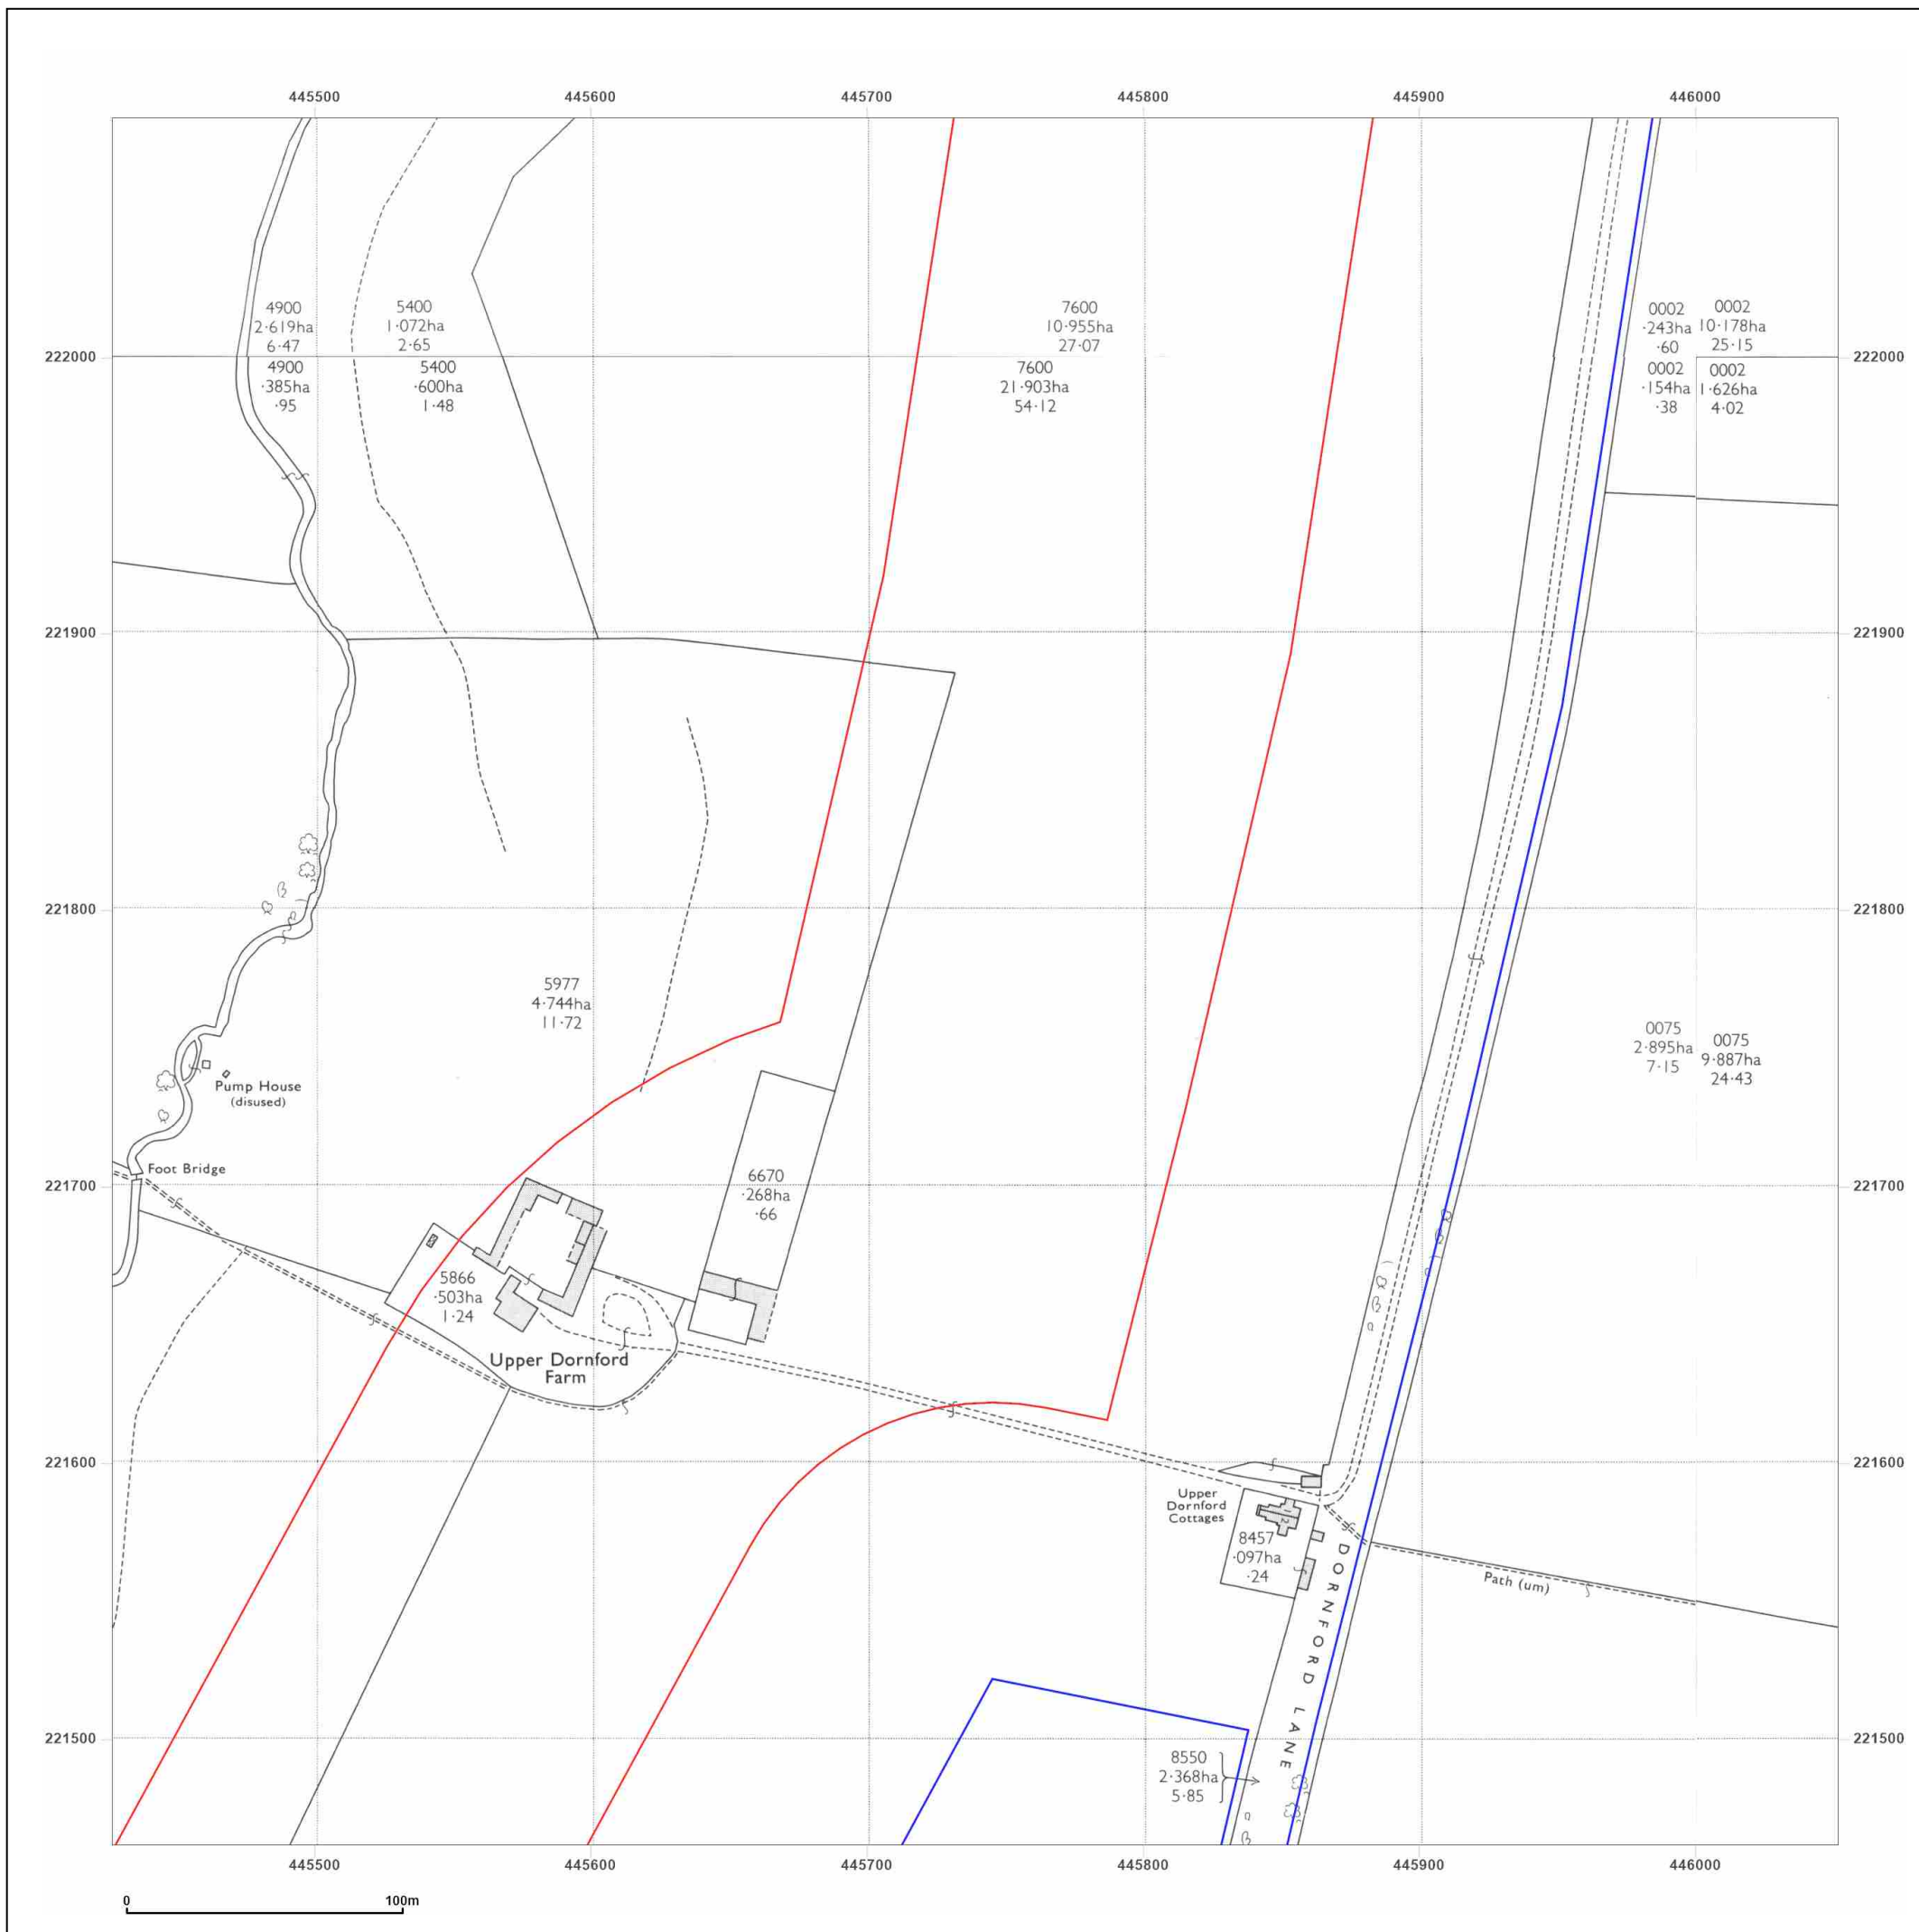 445500 445600 445700 445800 445900 446000
4900
2·619ha
6·47
5400
1·072ha
2·65
7600
10·955ha
27·07
0002
·243ha
·60
0002
10·178ha
25·15
222000 222000
4900
·385ha
·95
5400
·600ha
1·48
7600
21·903ha
54·12
0002
·154ha
·38
0002
1·626ha
4·02
221900 221900
221800 221800
5977
4·744ha
11·72
0075
2·895ha
7·15
0075
9·887ha
24·43
Pump House
(disused)
Foot Bridge
221700 221700
6670
·268ha
·66
5866
·503ha
1·24
Upper Dornford
Farm
221600 221600
Upper
Dornford
Cottages
1
2
8457
·097ha
·24
Path (um)
DORNFORD LANE
221500 221500
8550
2·368ha
5·85
445500 445600 445700 445800 445900 446000
0 100m